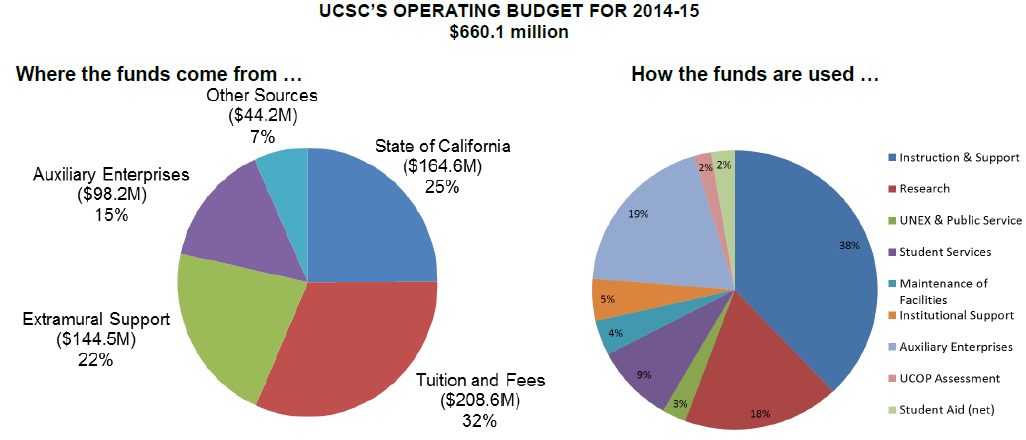 UCSC'S OPERATING BUDGET FOR 2014-15
$660.1 million
Where the funds come from …
Other Sources
($44.2M)
7%
State of California
($164.6M)
25%
Auxiliary Enterprises
($98.2M)
15%
Extramural Support
($144.5M)
22%
Tuition and Fees
($208.6M)
32%
How the funds are used …
2%
2%
38%
19%
5%
4%
9%
3%
18%
Instruction & Support
Research
UNEX & Public Service
Student Services
Maintenance of
Facilities
Institutional Support
Auxiliary Enterprises
UCOP Assessment
Student Aid (net)